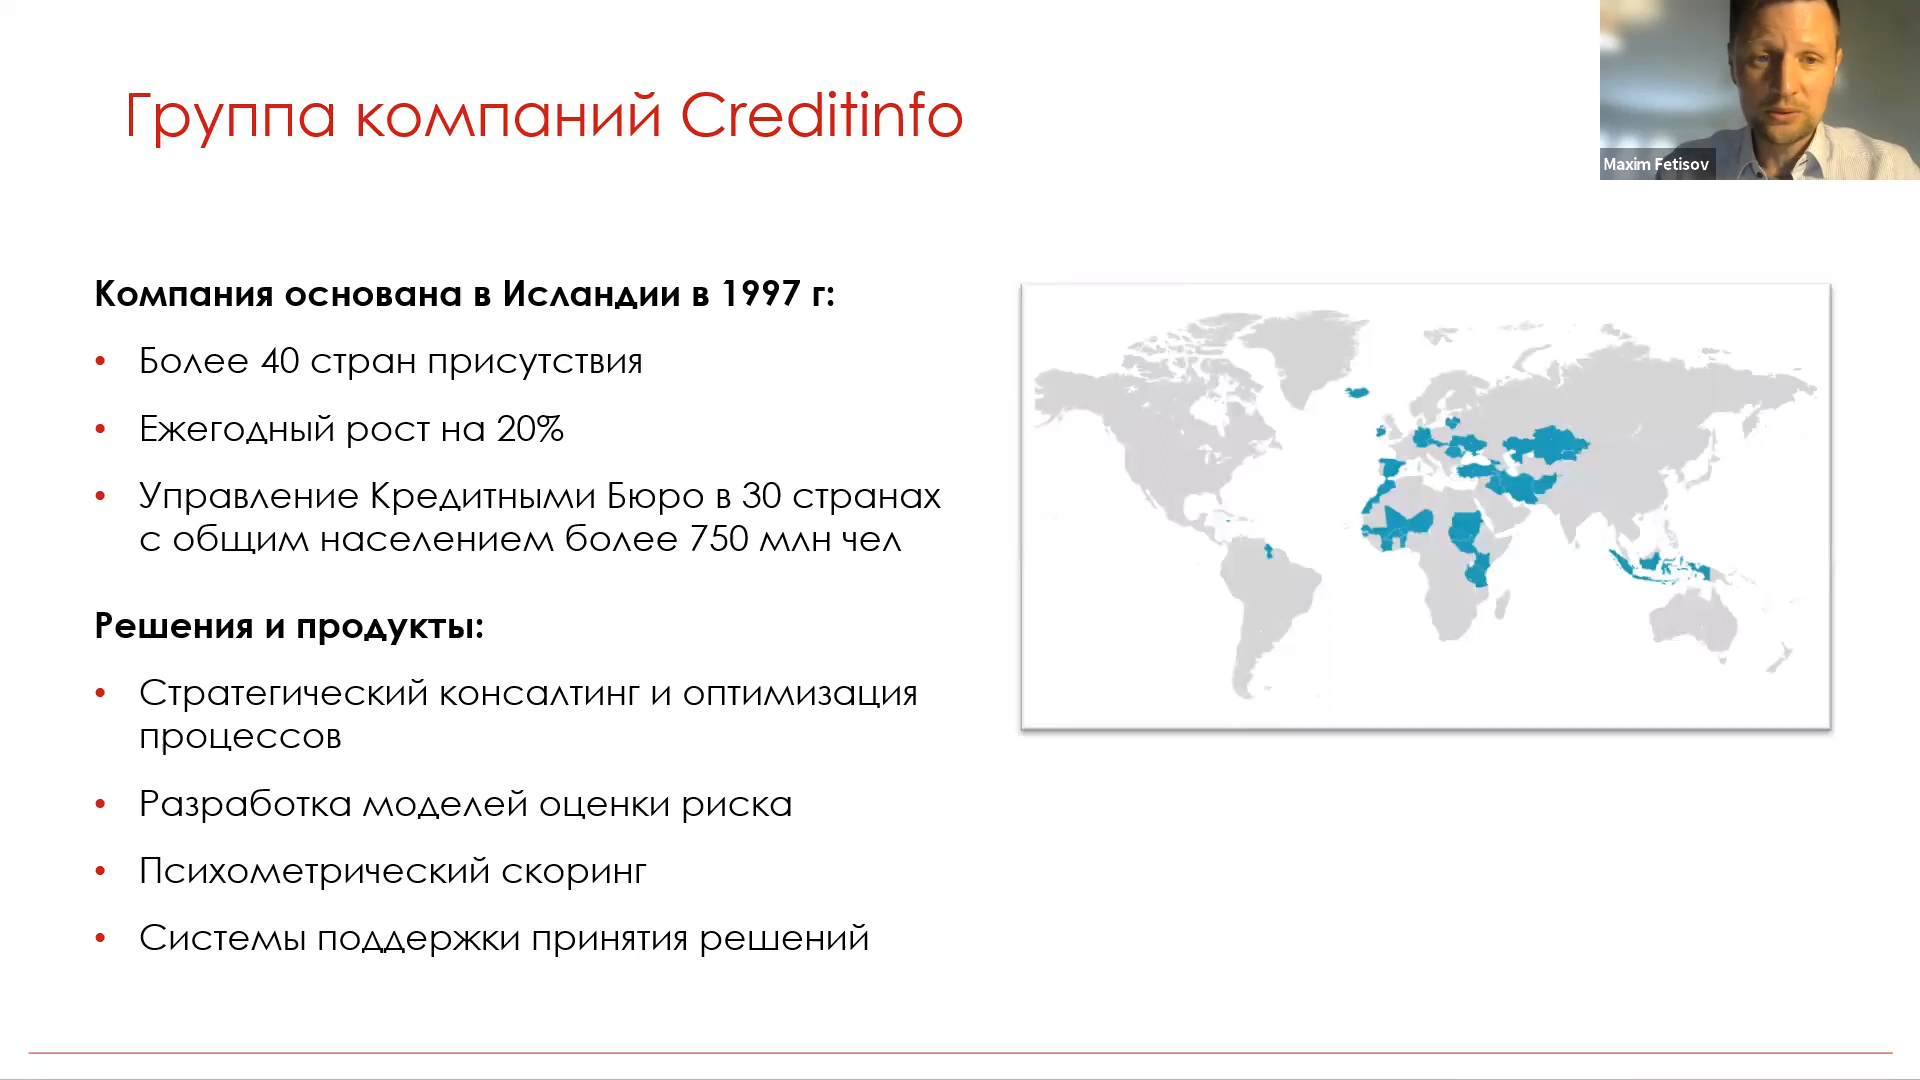 Группа компаний Creditinfo
Maxim Fetisov
Компания основана в Исландии в 1997 г:
• Более 40 стран присутствия
• Ежегодный рост на 20%
• Управление Кредитными Бюро в 30 странах
с общим населением более 750 млн чел
Решения и продукты:
• Стратегический консалтинг и оптимизация
процессов
• Разработка моделей оценки риска
• Психометрический скоринг
• Системы поддержки принятия решений